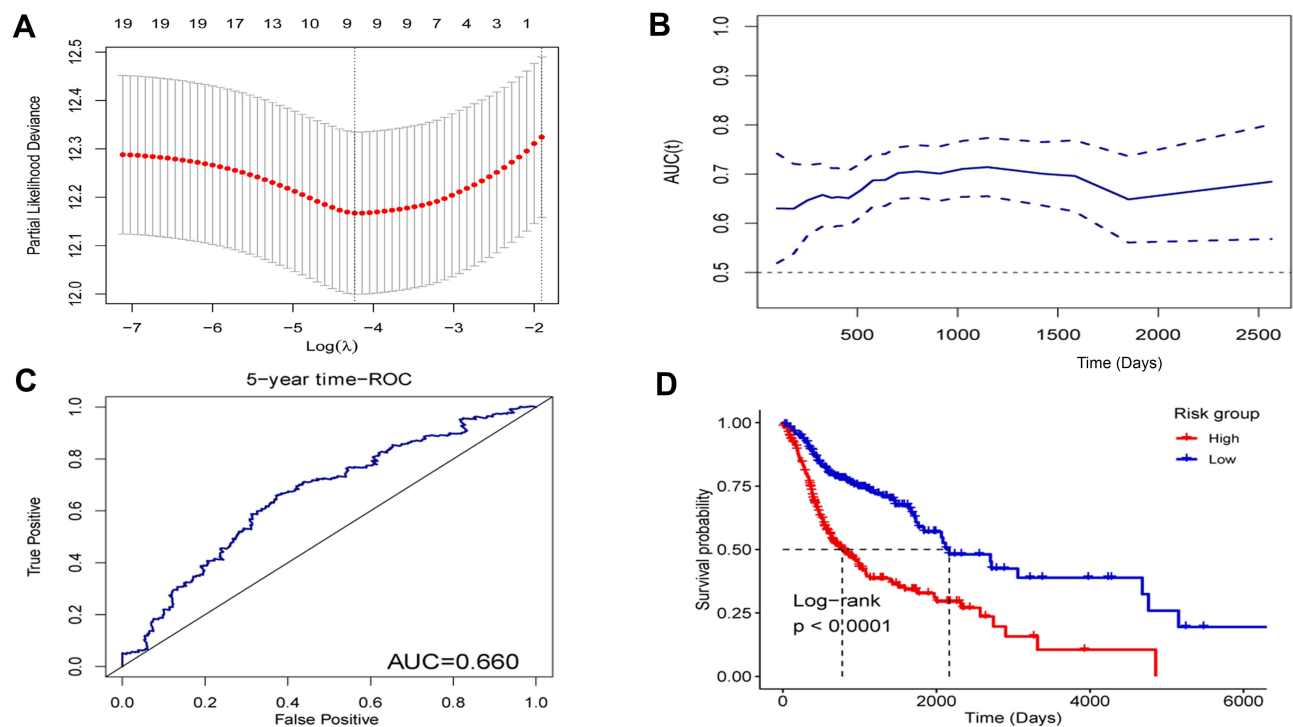 A
19 19 19 17 13 10 9 9 9 7 4 3 1
Partial Likelihood Deviance
12.5
12.4
12.3
12.2
12.1
12.0
−7 −6 −5 −4 −3 −2
Log(λ)
B
AUC(t)
1.0
0.9
0.8
0.7
0.6
0.5
500 1000 1500 2000 2500
Time (Days)
C
5−year time−ROC
True Positive
1.0
0.8
0.6
0.4
0.2
0.0
AUC=0.660
0.0 0.2 0.4 0.6 0.8 1.0
False Positive
D
Risk group
High
Low
Survival probability
1.00
0.75
0.50
0.25
0.00
Log−rank
p < 0.0001
0 2000 4000 6000
Time (Days)